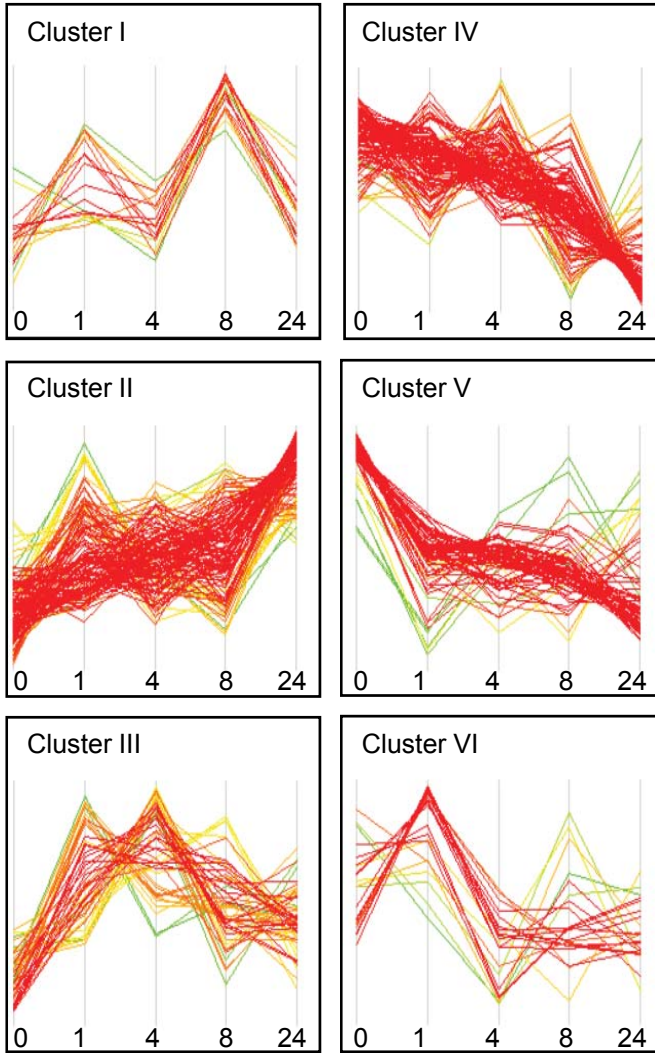 Cluster I
0 1 4 8 24
Cluster IV
0 1 4 8 24
Cluster II
0 1 4 8 24
Cluster V
0 1 4 8 24
Cluster III
0 1 4 8 24
Cluster VI
0 1 4 8 24